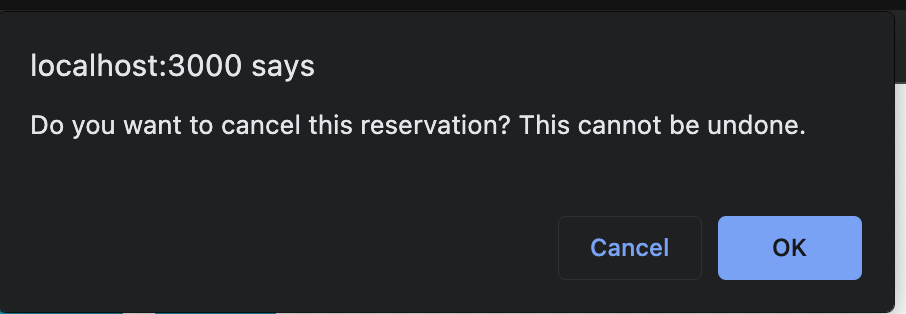 localhost:3000 says
Do you want to cancel this reservation? This cannot be undone.
Cancel
OK